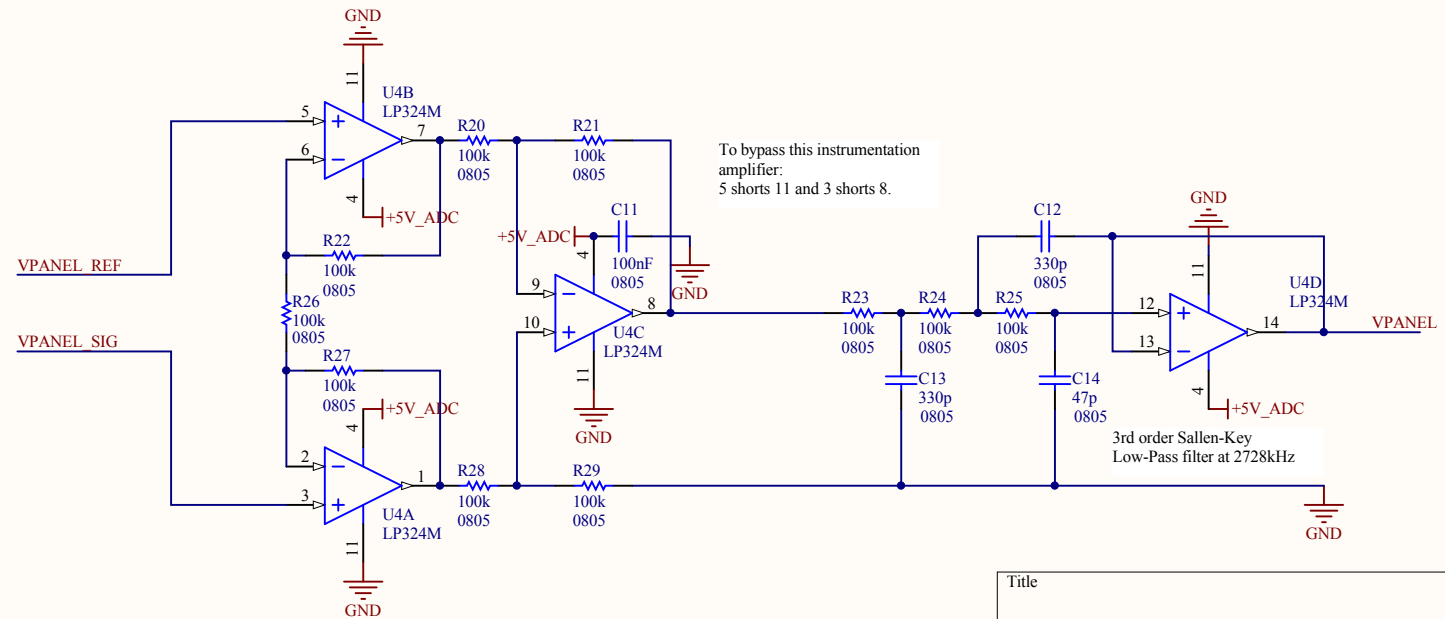 GND
11
U4B
LP324M
5
6
7
4
+5V_ADC
R20
100k
0805
R21
100k
0805
To bypass this instrumentation
amplifier:
5 shorts 11 and 3 shorts 8.
R22
100k
0805
VPANEL_REF
R26
100k
0805
VPANEL_SIG
R27
100k
0805
+5V_ADC
4
2
3
1
U4A
LP324M
11
GND
R28
100k
0805
R29
100k
0805
+5V_ADC
C11
100nF
0805
GND
4
9
10
8
U4C
LP324M
11
GND
R23
100k
0805
R24
100k
0805
R25
100k
0805
C12
330p
0805
C13
330p
0805
C14
47p
0805
GND
11
U4D
LP324M
12
13
14
VPANEL
4
+5V_ADC
3rd order Sallen-Key
Low-Pass filter at 2728kHz
GND
Title